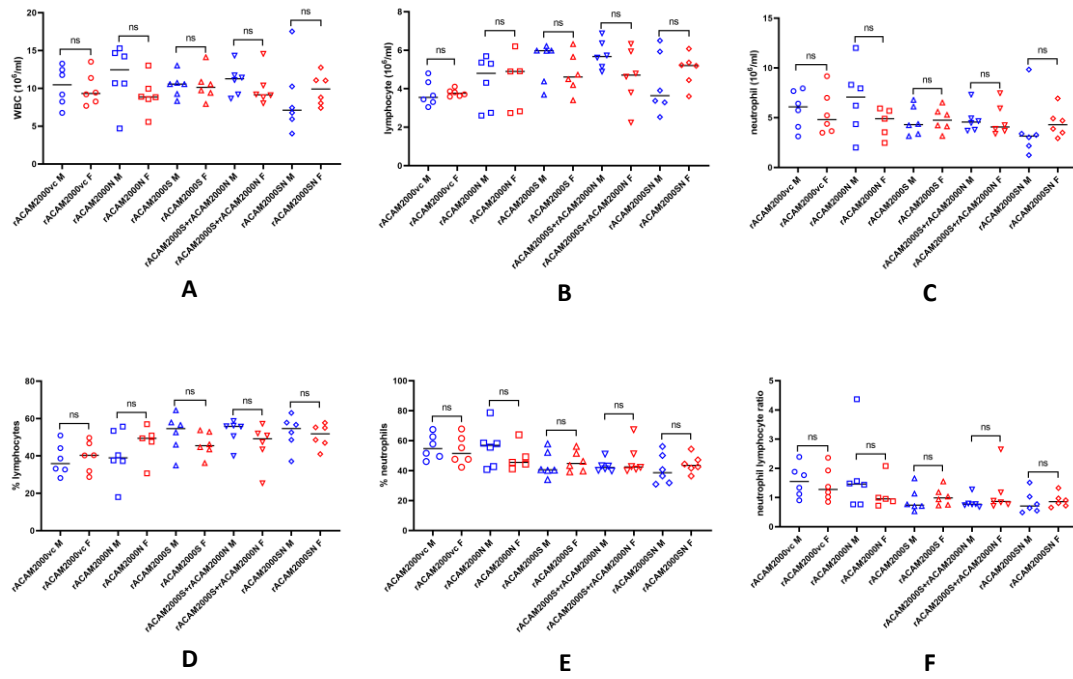 ns ns ns ns ns
WBC (10⁶/ml)
20
15
10
5
0
rACAM2000vc M
rACAM2000vc F
rACAM2000N M
rACAM2000N F
rACAM2000S M
rACAM2000S F
rACAM2000S+rACAM2000N M
rACAM2000S+rACAM2000N F
rACAM2000SN M
rACAM2000SN F
A
ns ns ns ns ns
lymphocyte (10⁶/ml)
8
6
4
2
0
rACAM2000vc M
rACAM2000vc F
rACAM2000N M
rACAM2000N F
rACAM2000S M
rACAM2000S F
rACAM2000S+rACAM2000N M
rACAM2000S+rACAM2000N F
rACAM2000SN M
rACAM2000SN F
B
ns ns ns ns ns
neutrophil (10⁶/ml)
15
10
5
0
rACAM2000vc M
rACAM2000vc F
rACAM2000N M
rACAM2000N F
rACAM2000S M
rACAM2000S F
rACAM2000S+rACAM2000N M
rACAM2000S+rACAM2000N F
rACAM2000SN M
rACAM2000SN F
C
ns ns ns ns ns
% lymphocytes
80
60
40
20
0
rACAM2000vc M
rACAM2000vc F
rACAM2000N M
rACAM2000N F
rACAM2000S M
rACAM2000S F
rACAM2000S+rACAM2000N M
rACAM2000S+rACAM2000N F
rACAM2000SN M
rACAM2000SN F
D
ns ns ns ns ns
% neutrophils
100
80
60
40
20
0
rACAM2000vc M
rACAM2000vc F
rACAM2000N M
rACAM2000N F
rACAM2000S M
rACAM2000S F
rACAM2000S+rACAM2000N M
rACAM2000S+rACAM2000N F
rACAM2000SN M
rACAM2000SN F
E
ns ns ns ns ns
neutrophil lymphocyte ratio
5
4
3
2
1
0
rACAM2000vc M
rACAM2000vc F
rACAM2000N M
rACAM2000N F
rACAM2000S M
rACAM2000S F
rACAM2000S+rACAM2000N M
rACAM2000S+rACAM2000N F
rACAM2000SN M
rACAM2000SN F
F